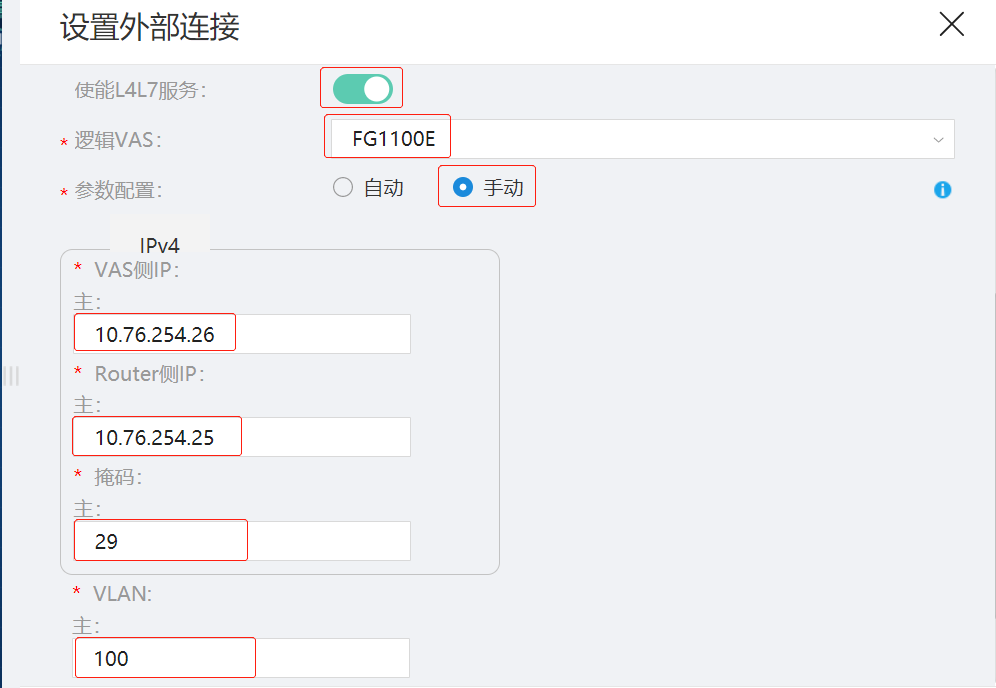 设置外部连接
使能L4L7服务:
* 逻辑VAS: FG1100E
* 参数配置: 自动 手动
IPv4
* VAS侧IP:
主:
10.76.254.26
* Router侧IP:
主:
10.76.254.25
* 掩码:
主:
29
* VLAN:
主:
100